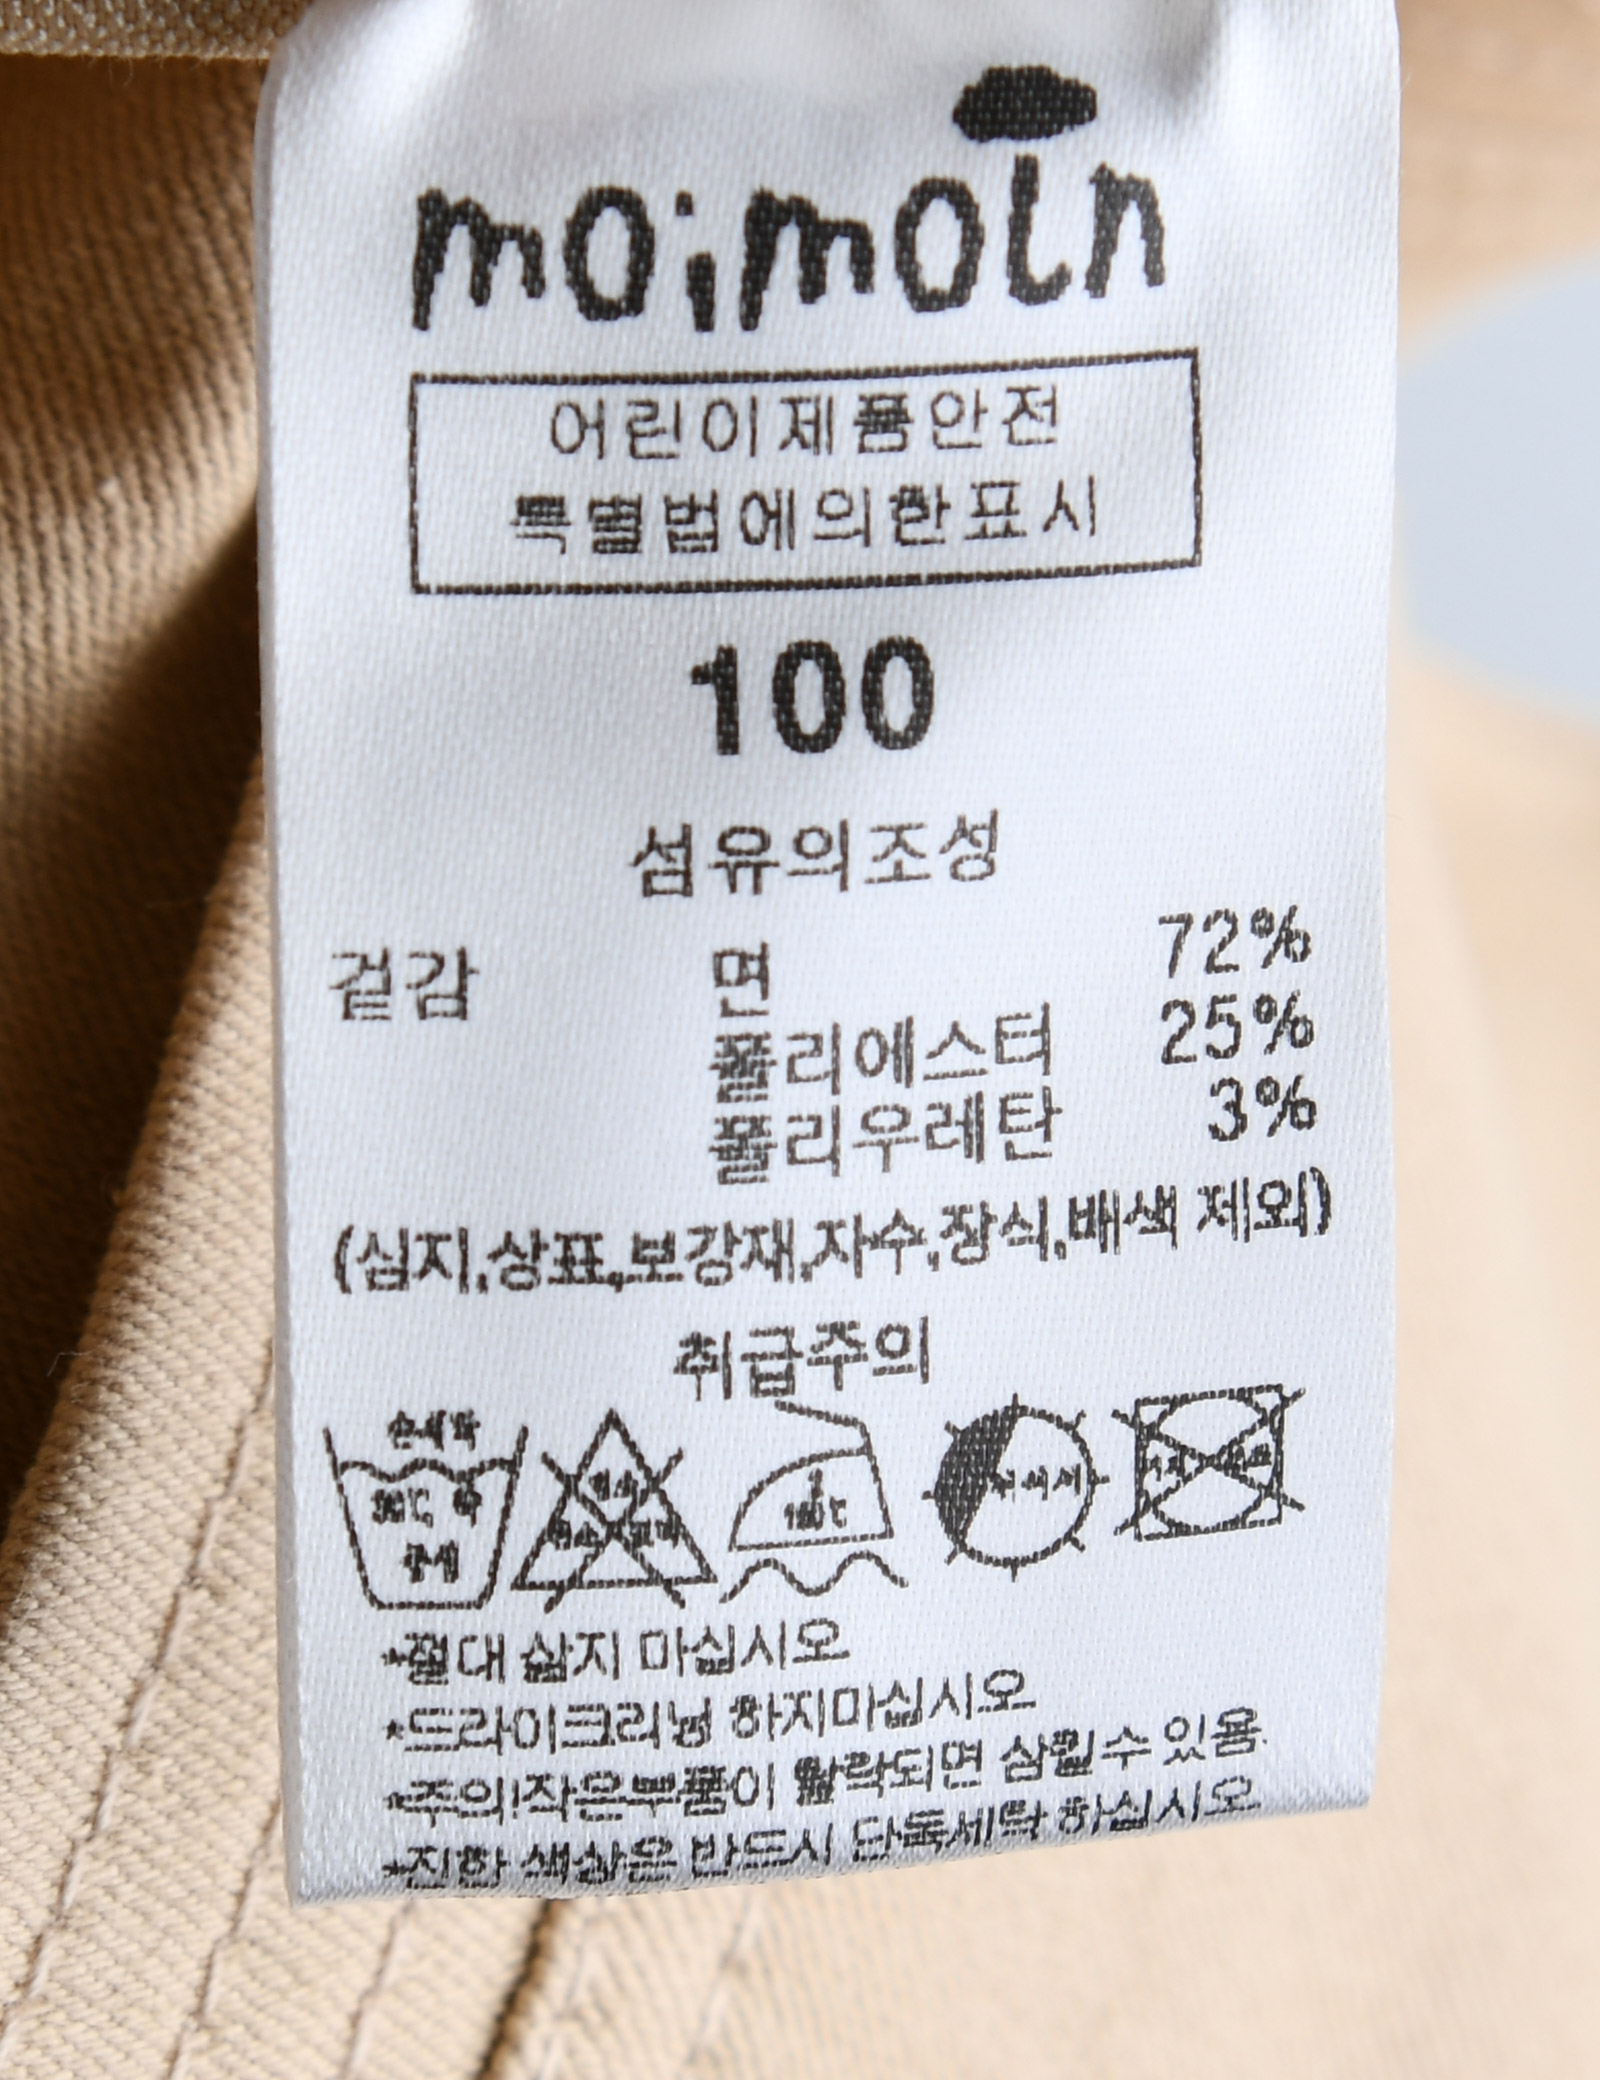 moimoln
어린이제품안전
특별법에의한표시
100
섬유의조성
겉감 면 72%
폴리에스터 25%
폴리우레탄 3%
(심지,상표,보강재,자수,장식,배색 제외)
취급주의
손세탁
30℃, 약
중성
*절대 삶지 마십시오
*드라이크리닝 하지마십시오
*주의!작은부품이 탈락되면 삼킬수 있음.
*진한 색상은 반드시 단독세탁 하십시오